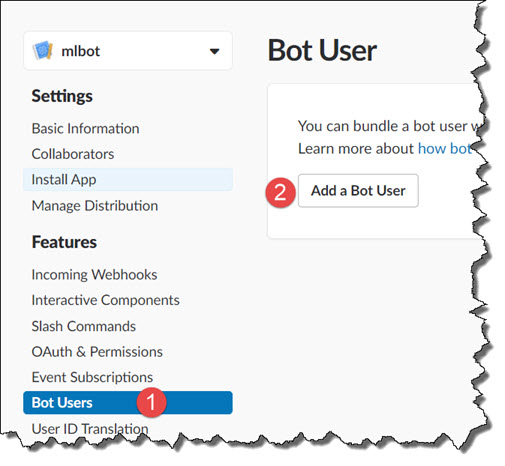 mlbot
Settings
Basic Information
Collaborators
Install App
Manage Distribution
Features
Incoming Webhooks
Interactive Components
Slash Commands
OAuth & Permissions
Event Subscriptions
Bot Users 1
User ID Translation
Bot User
You can bundle a bot user
Learn more about how bot
2 Add a Bot User